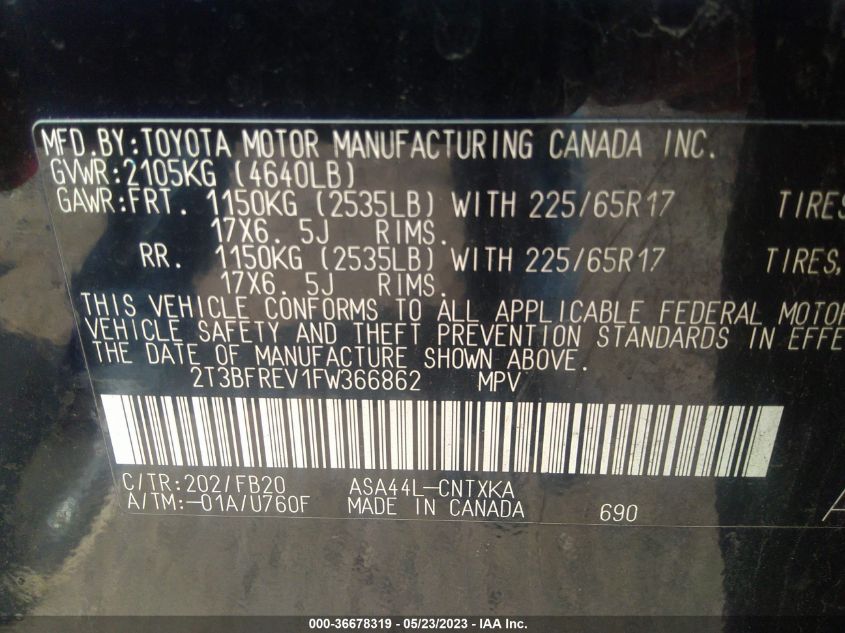 MFD.BY:TOYOTA MOTOR MANUFACTURING CANADA INC.
GVWR:2105KG (4640LB)
GAWR:FRT. 1150KG (2535LB) WITH 225/65R17 TIRES
17X6. 5J RIMS.
RR. 1150KG (2535LB) WITH 225/65R17 TIRES,
17X6. 5J RIMS.
THIS VEHICLE CONFORMS TO ALL APPLICABLE FEDERAL MOTOR
VEHICLE SAFETY AND THEFT PREVENTION STANDARDS IN EFFE
THE DATE OF MANUFACTURE SHOWN ABOVE.
2T3BFREV1FW366862 MPV
C/TR:202/FB20 ASA44L-CNTXKA
A/TM:-01A/U760F MADE IN CANADA 690 A
000-36678319 / 05/23/2023 - IAA Inc.